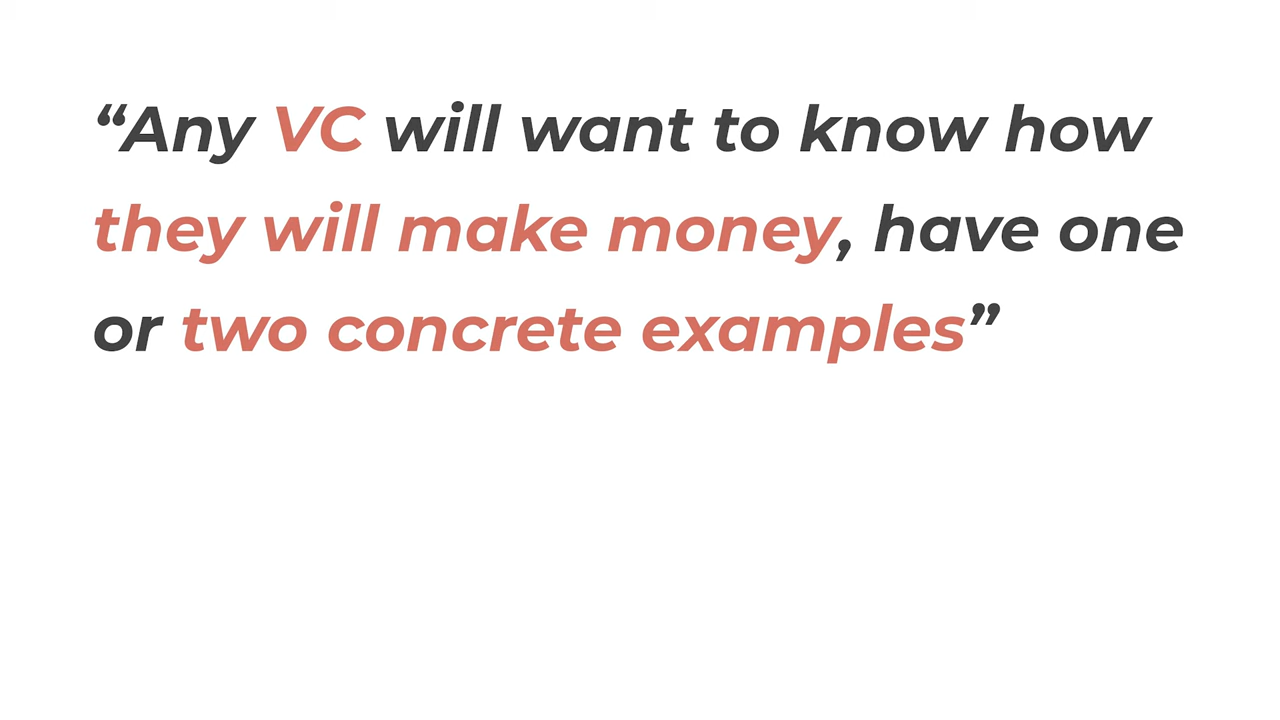 “Any VC will want to know how
they will make money, have one
or two concrete examples”